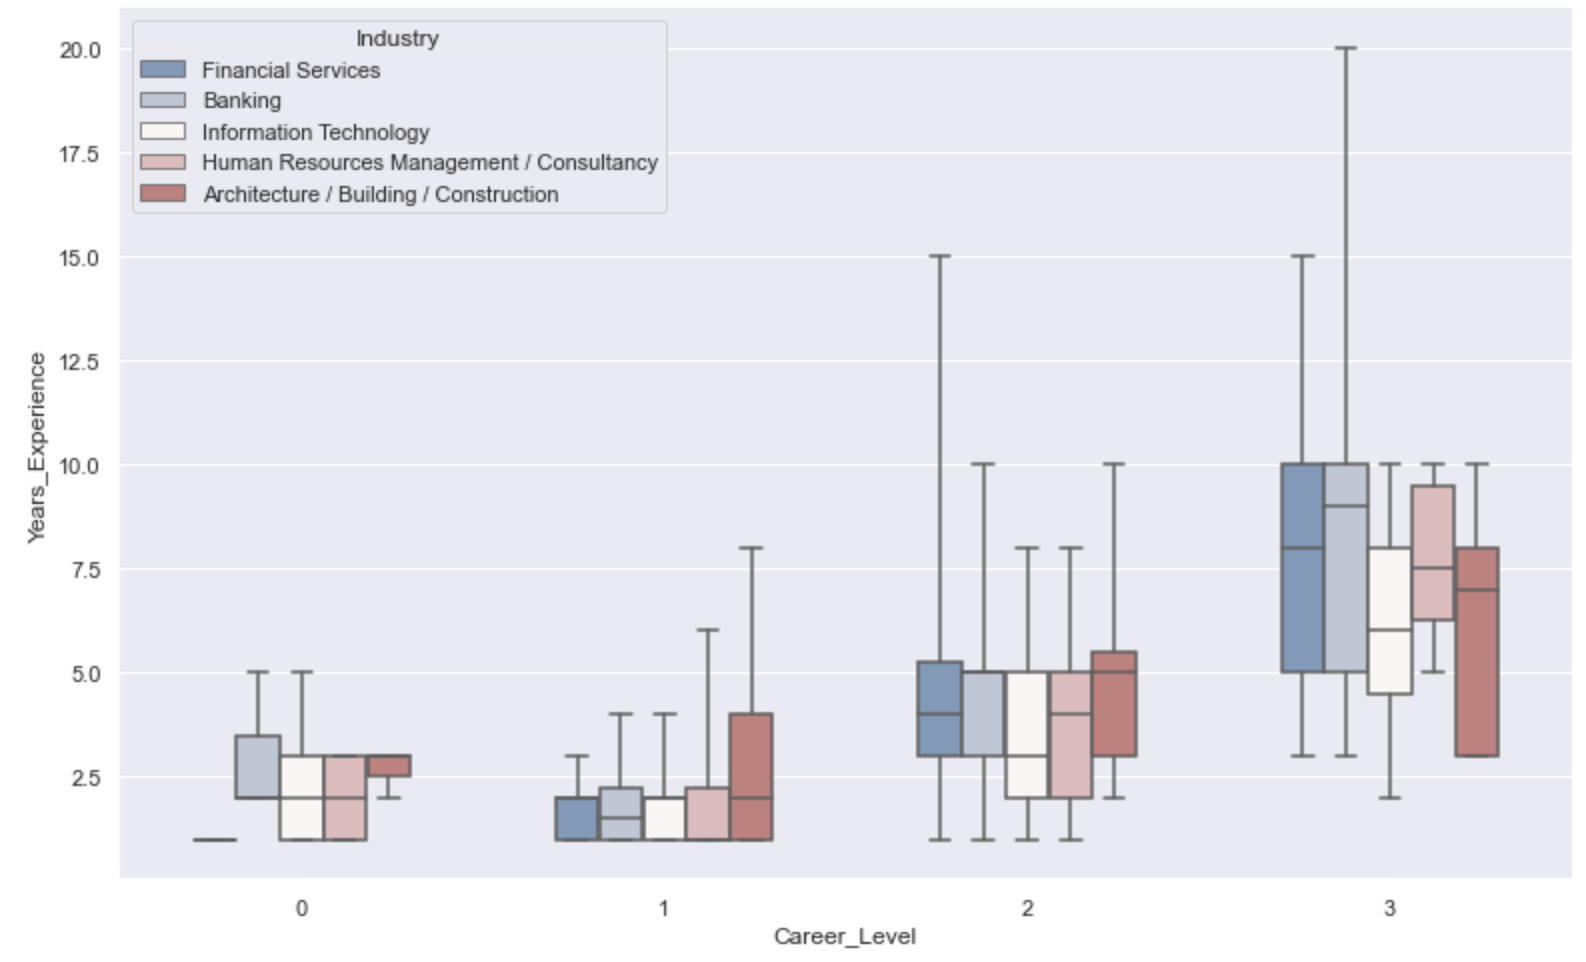 Industry
Financial Services
Banking
Information Technology
Human Resources Management / Consultancy
Architecture / Building / Construction
Years_Experience
20.0
17.5
15.0
12.5
10.0
7.5
5.0
2.5
0 1 2 3
Career_Level